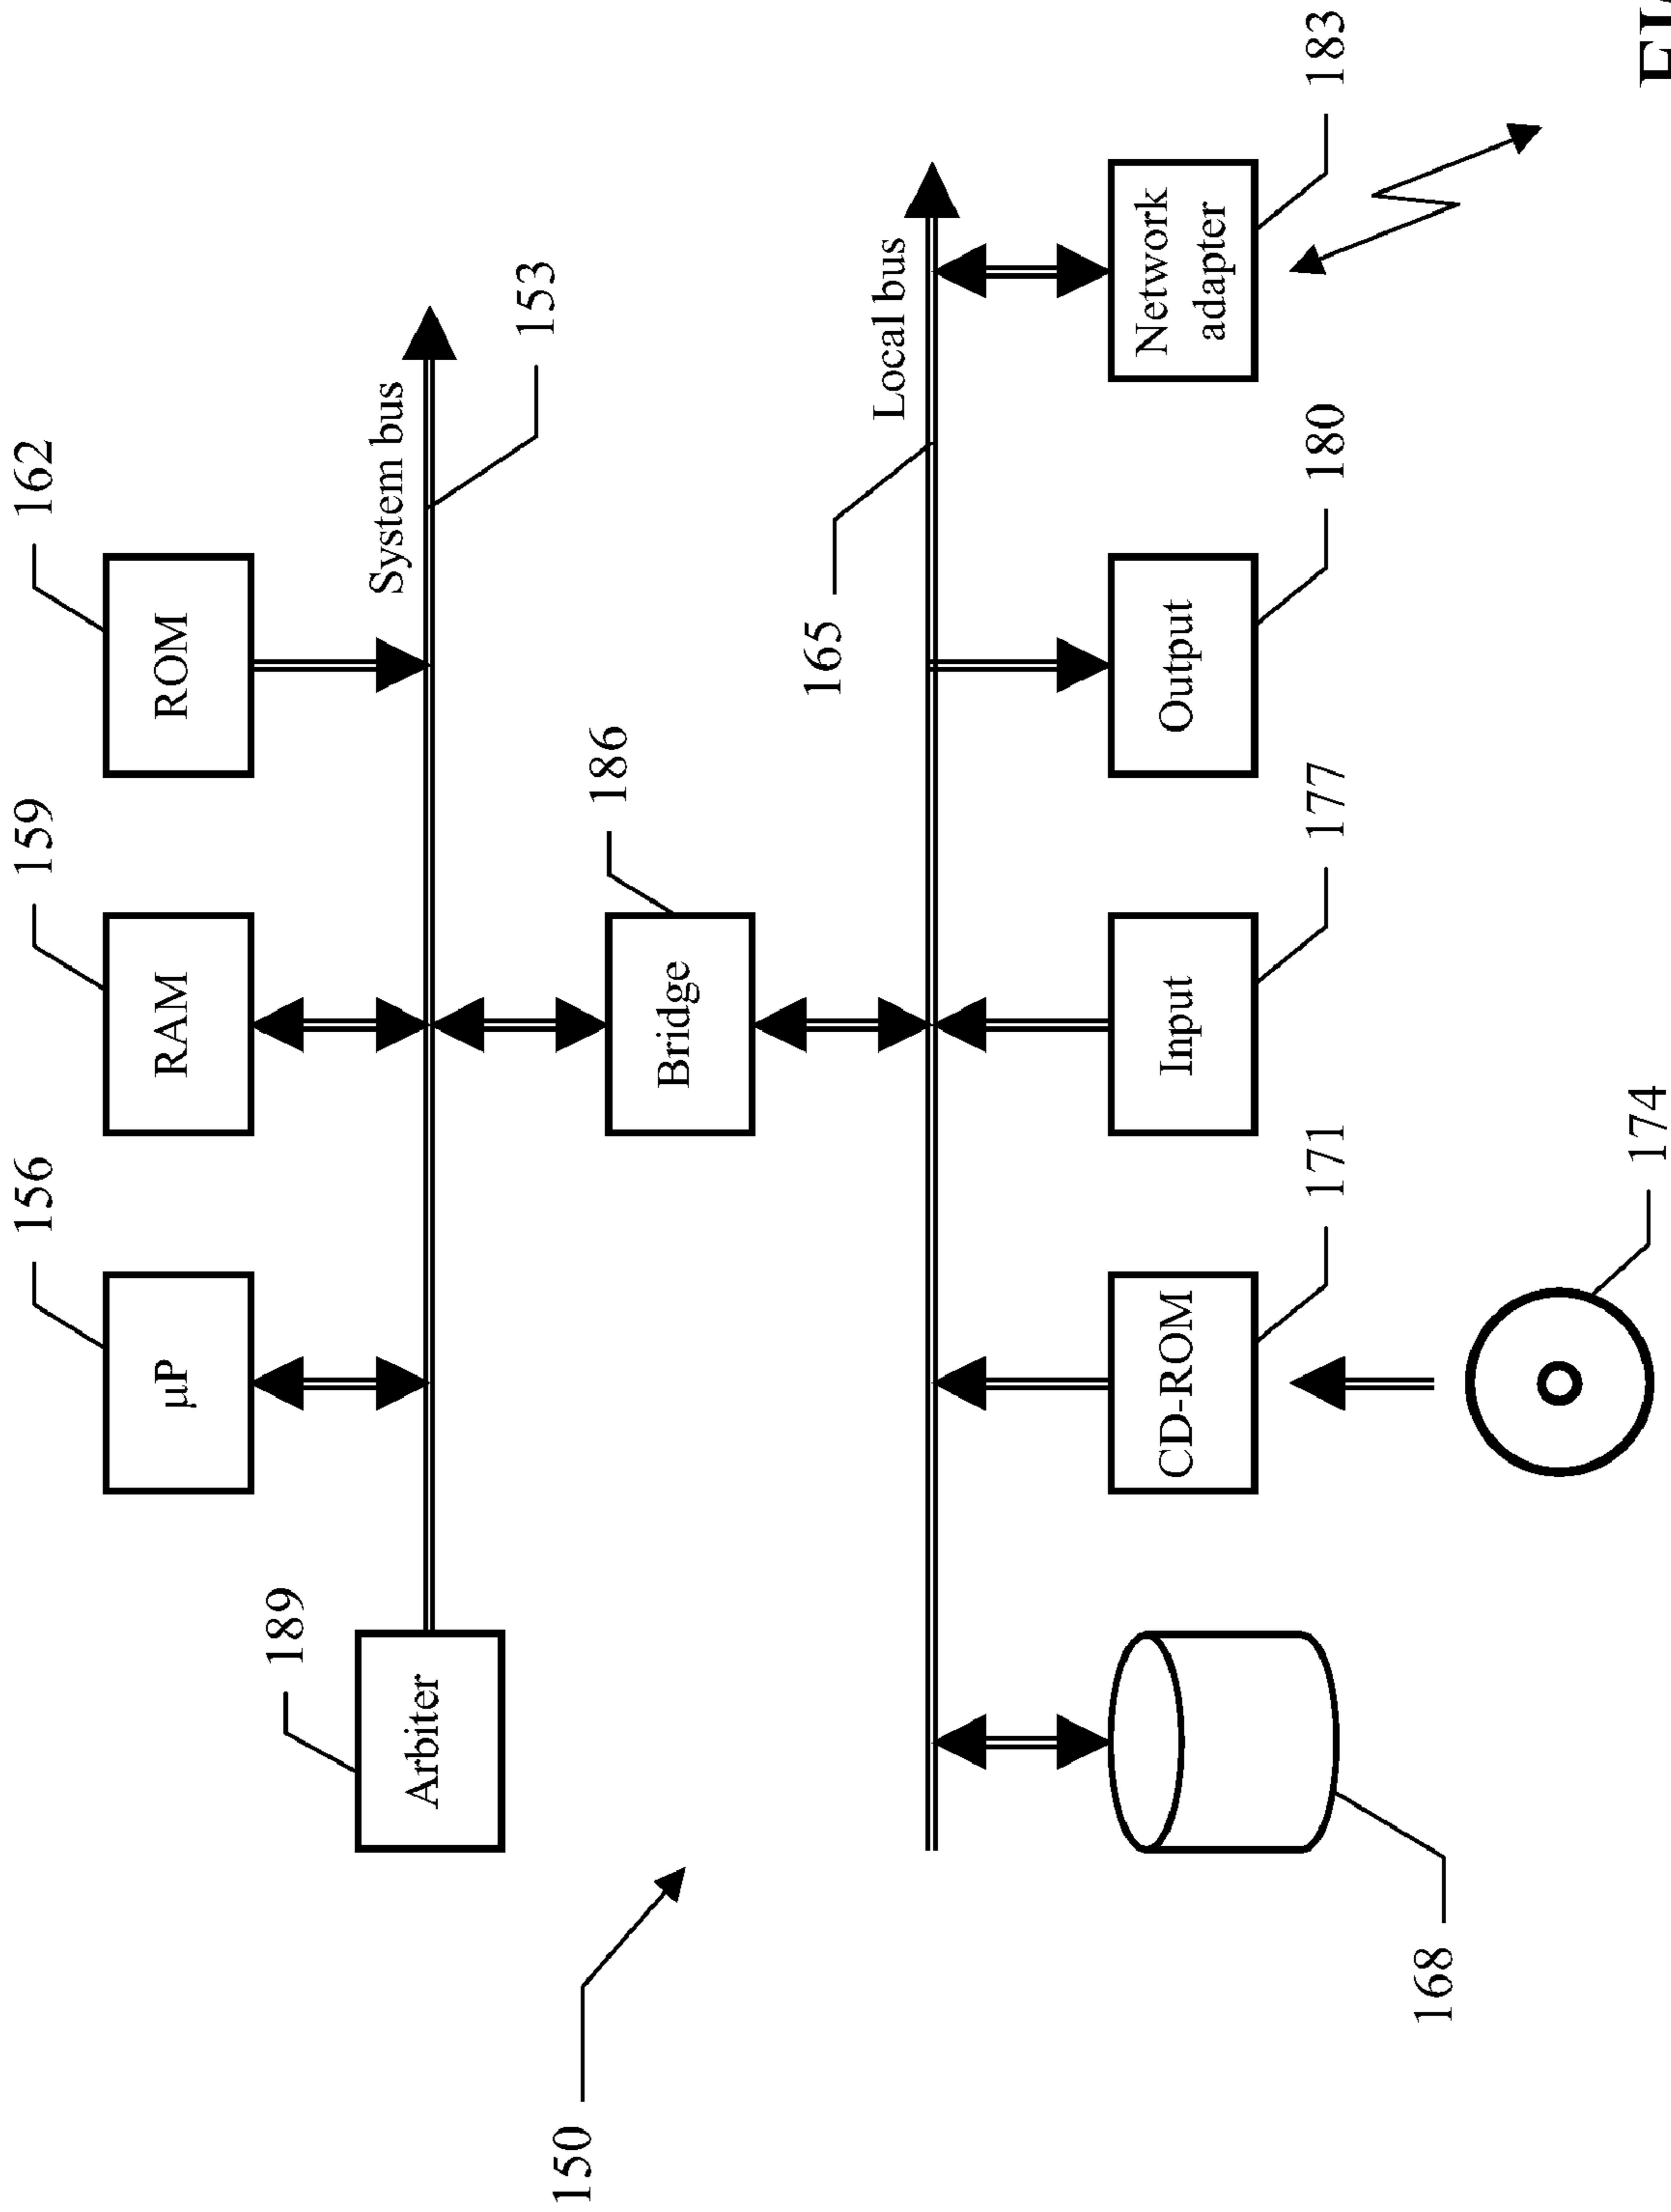 156
159
162
μP
RAM
ROM
189
System bus
Arbiter
153
150
186
Bridge
165
Local bus
CD-ROM
Input
Output
Network
adapter
171
177
180
183
168
174